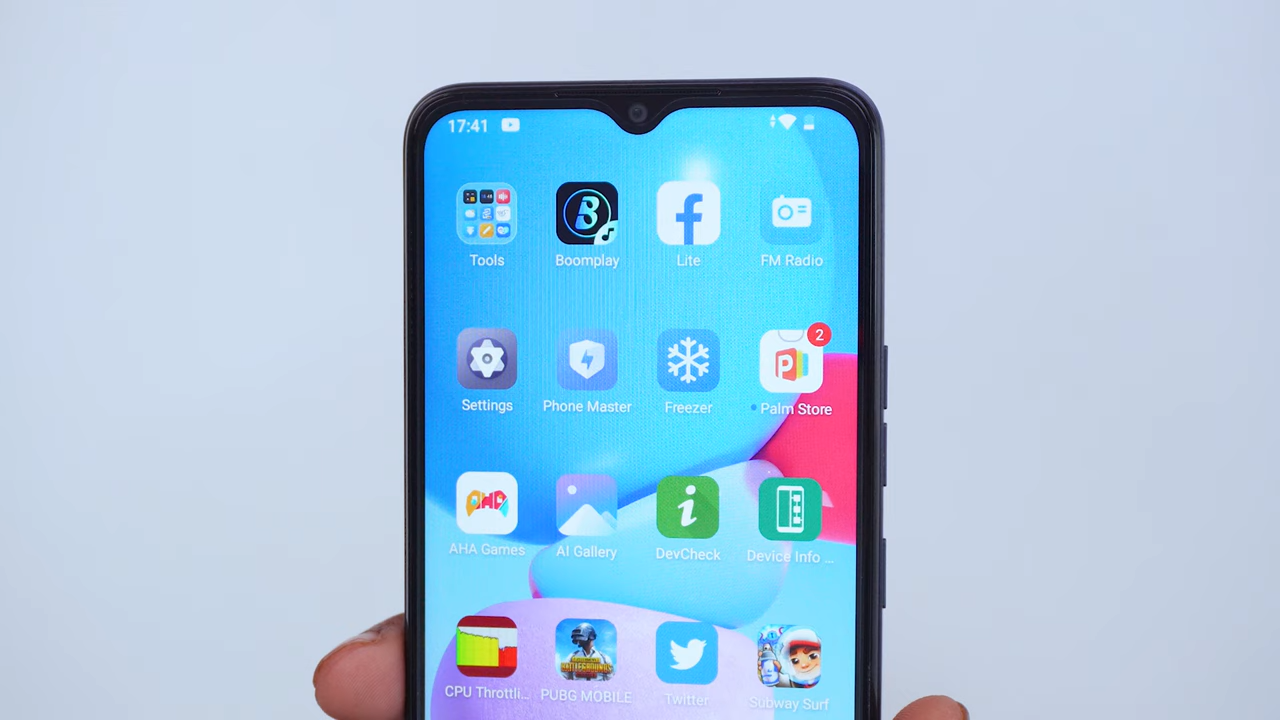 17:41
Tools
Boomplay
Lite
FM Radio
Settings
Phone Master
Freezer
2
Palm Store
AHA Games
AI Gallery
DevCheck
Device Info ...
CPU Throttli...
PUBG MOBILE
Twitter
Subway Surf